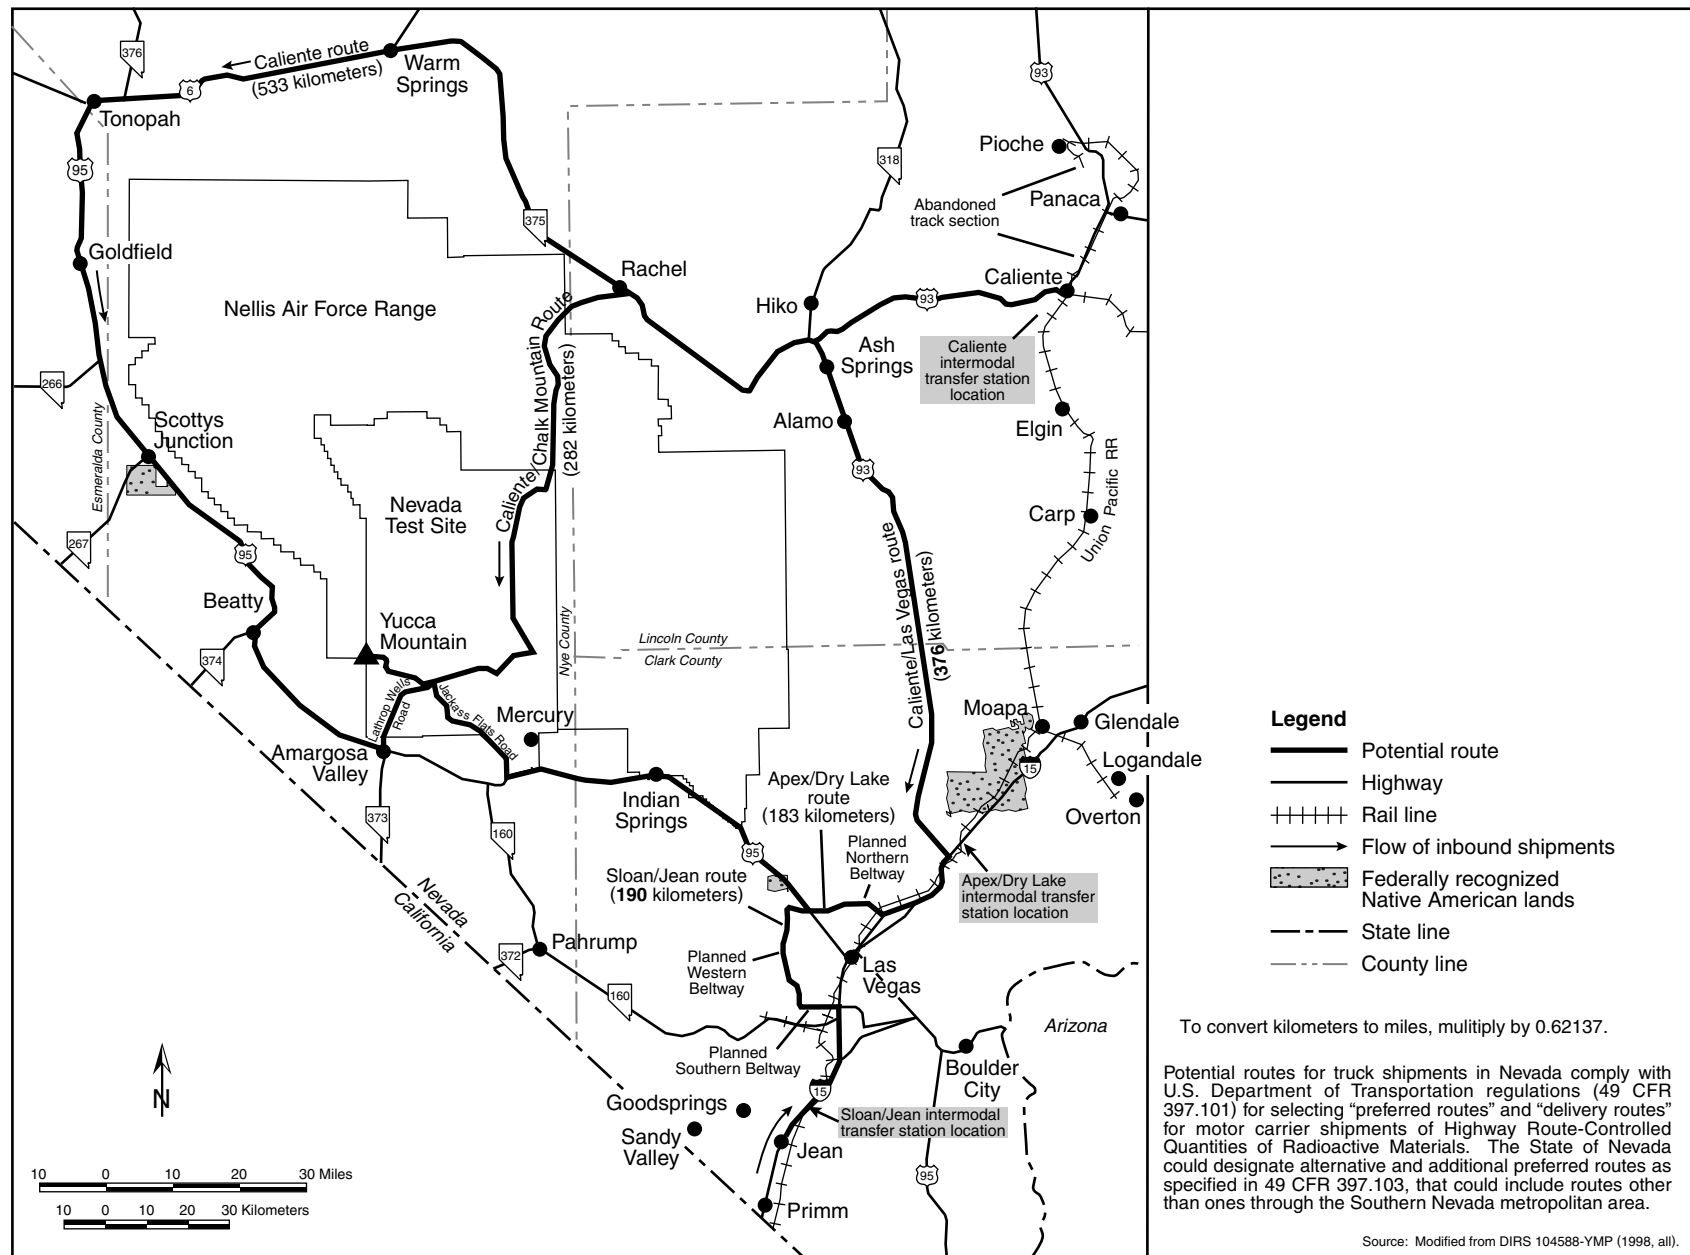 376
Caliente route
(533 kilometers)
Warm
Springs
6
Tonopah
93
95
318
Pioche
Panaca
Abandoned
track section
375
Goldfield
Rachel
Caliente
Hiko
93
Nellis Air Force Range
Caliente/Chalk Mountain Route
(282 kilometers)
Ash
Springs
Caliente
intermodal
transfer station
location
266
Esmeralda County
Scottys
Junction
Alamo
Elgin
93
Union Pacific RR
Nevada
Test Site
Carp
267
95
Caliente/Las Vegas route
(376 kilometers)
Beatty
Yucca
Mountain
Nye County
Lincoln County
Clark County
374
Lathrop Wells
Road
Jackass Flats Road
Mercury
Moapa
Glendale
Logandale
15
Overton
Amargosa
Valley
Indian
Springs
Apex/Dry Lake
route
(183 kilometers)
373
160
95
Planned
Northern
Beltway
Sloan/Jean route
(190 kilometers)
Apex/Dry Lake
intermodal transfer
station location
Nevada
California
Pahrump
372
Planned
Western
Beltway
Las
Vegas
160
Arizona
Planned
Southern Beltway
Boulder
City
15
Goodsprings
Sloan/Jean intermodal
transfer station location
Sandy
Valley
Jean
95
Primm
N
10 0 10 20 30 Miles
10 0 10 20 30 Kilometers
Legend
Potential route
Highway
Rail line
Flow of inbound shipments
Federally recognized
Native American lands
State line
County line
To convert kilometers to miles, mulitiply by 0.62137.
Potential routes for truck shipments in Nevada comply with
U.S. Department of Transportation regulations (49 CFR
397.101) for selecting “preferred routes” and “delivery routes”
for motor carrier shipments of Highway Route-Controlled
Quantities of Radioactive Materials. The State of Nevada
could designate alternative and additional preferred routes as
specified in 49 CFR 397.103, that could include routes other
than ones through the Southern Nevada metropolitan area.
Source: Modified from DIRS 104588-YMP (1998, all).